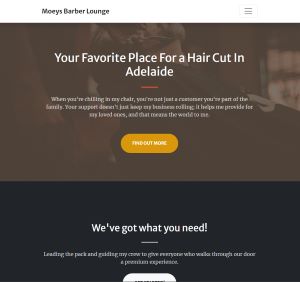 Moeys Barber Lounge
Your Favorite Place For a Hair Cut In
Adelaide
When you're chilling in my chair, you're not just a customer you're part of the
family. Your support doesn't just keep my business rolling; it helps me provide for
my loved ones, and that means the world to me.
FIND OUT MORE
We've got what you need!
Leading the pack and guiding my crew to give everyone who walks through our door
a premium experience.